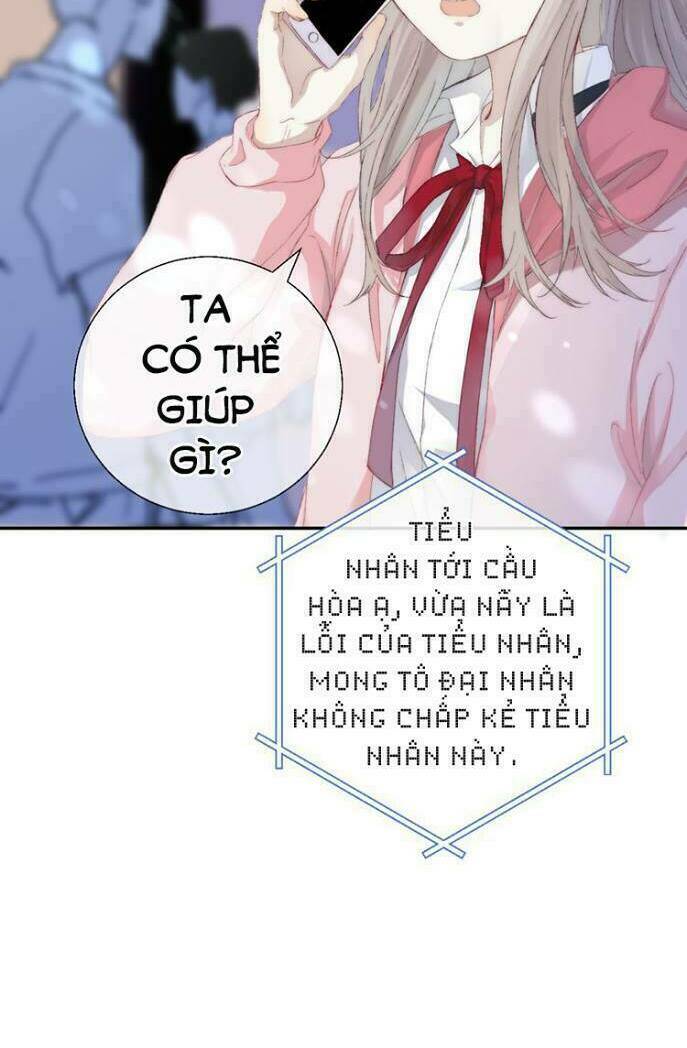 TA
CÓ THỂ
GIÚP
GÌ?
TIỂU
NHÂN TỚI CẦU
HÒA Ạ, VỪA NÃY LÀ
LỖI CỦA TIỂU NHÂN,
MONG TÔ ĐẠI NHÂN
KHÔNG CHẤP KẺ TIỂU
NHÂN NÀY.